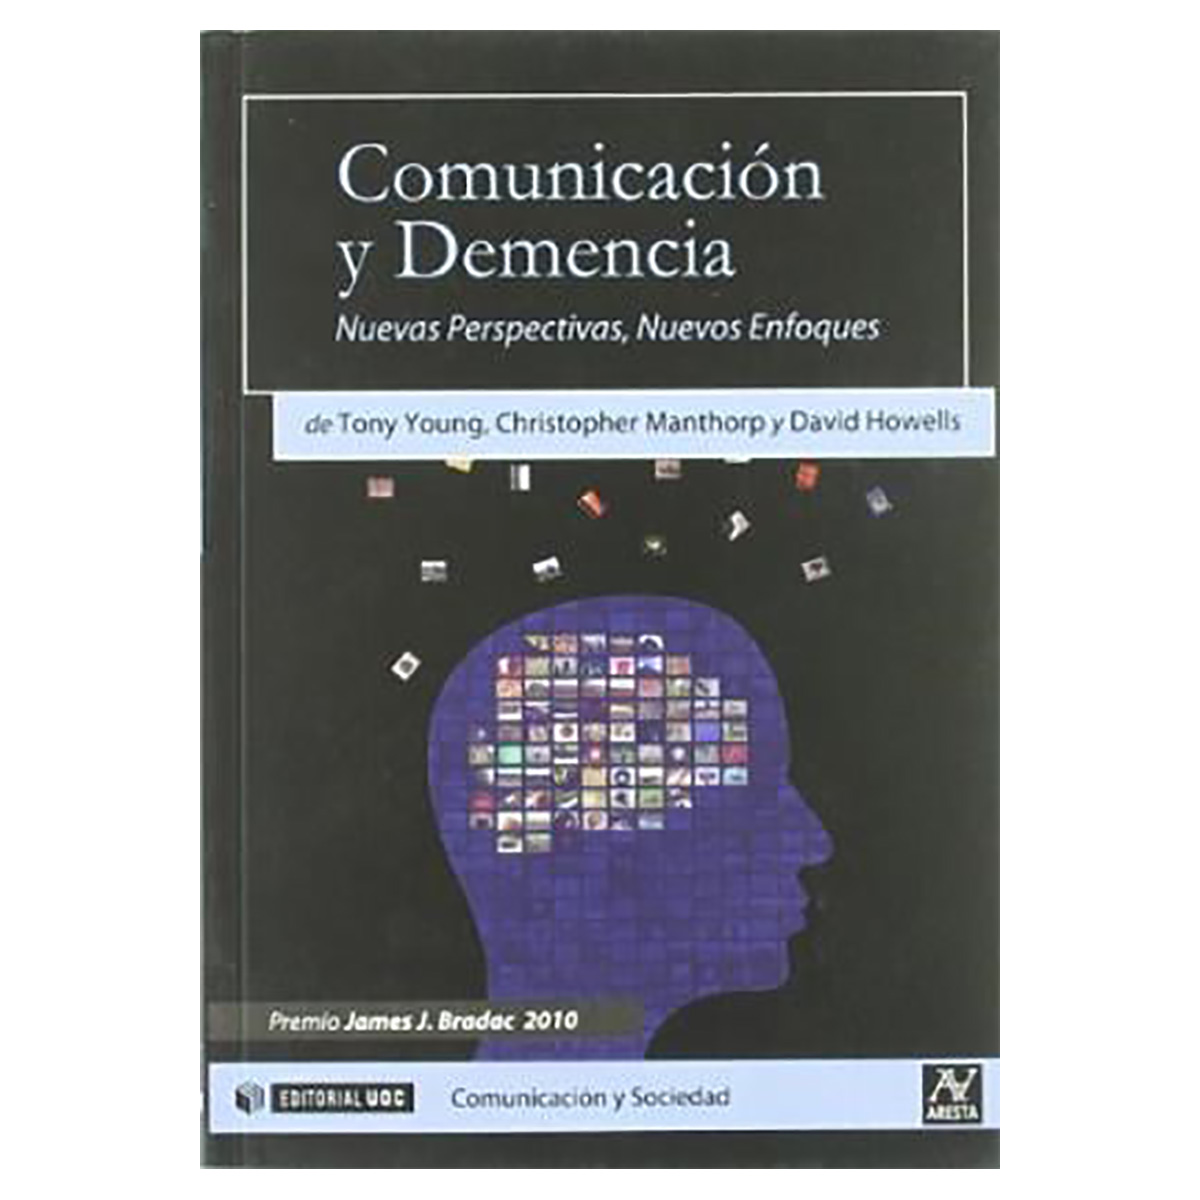 Comunicación
y Demencia
Nuevas Perspectivas, Nuevos Enfoques
de Tony Young, Christopher Manthorp y David Howells
Premio James J. Bradac 2010
EDITORIAL UOC
Comunicación y Sociedad
AV
ARESTA